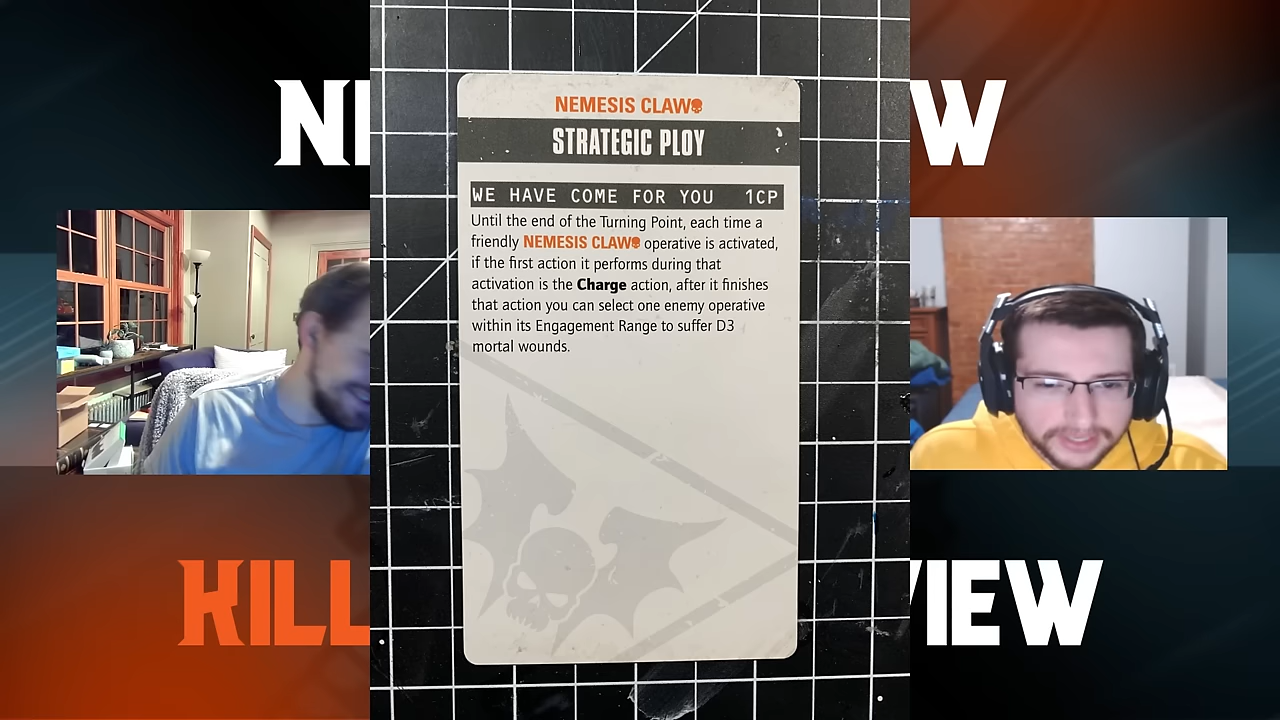 NEMESIS CLAW
STRATEGIC PLOY
WE HAVE COME FOR YOU 1CP
Until the end of the Turning Point, each time a
friendly NEMESIS CLAW operative is activated,
if the first action it performs during that
activation is the Charge action, after it finishes
that action you can select one enemy operative
within its Engagement Range to suffer D3
mortal wounds.
KILL